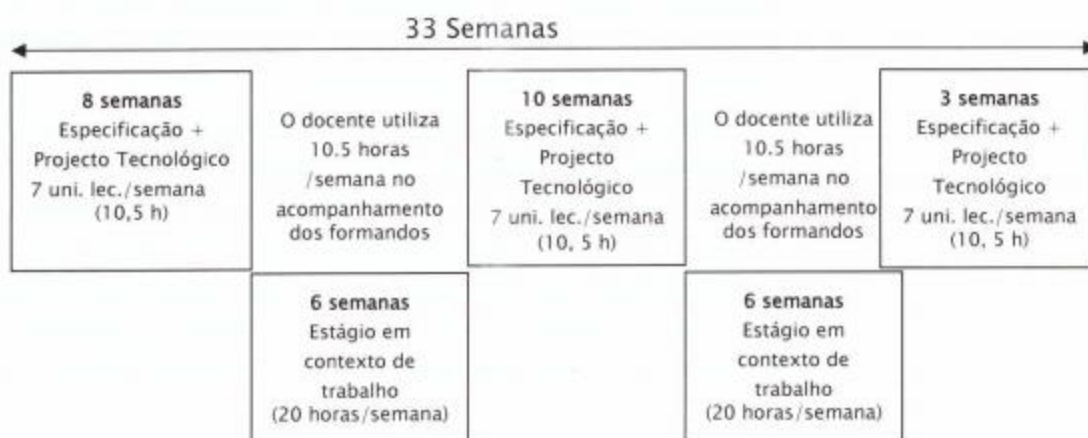 33 Semanas
8 semanas
Especificação +
Projecto Tecnológico
7 uni. lec./semana
(10,5 h)
O docente utiliza
10.5 horas
/semana no
acompanhamento
dos formandos
10 semanas
Especificação +
Projecto
Tecnológico
7 uni. lec./semana
(10, 5 h)
O docente utiliza
10.5 horas
/semana no
acompanhamento
dos formandos
3 semanas
Especificação +
Projecto
Tecnológico
7 uni. lec./semana
(10, 5 h)
6 semanas
Estágio em
contexto de
trabalho
(20 horas/semana)
6 semanas
Estágio em
contexto de
trabalho
(20 horas/semana)